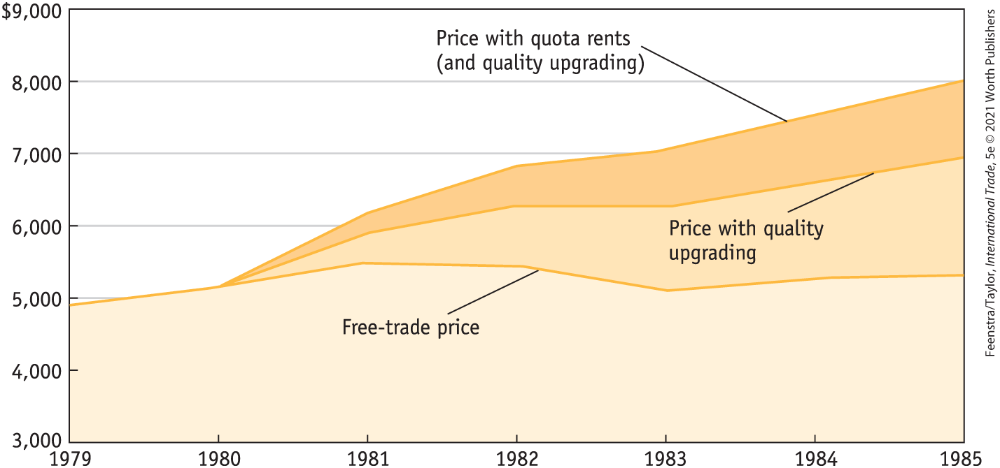 $9,000
Price with quota rents
(and quality upgrading)
8,000
7,000
6,000
Price with quality
upgrading
5,000
Free-trade price
4,000
3,000
1979 1980 1981 1982 1983 1984 1985
Feenstra/Taylor, International Trade, 5e © 2021 Worth Publishers